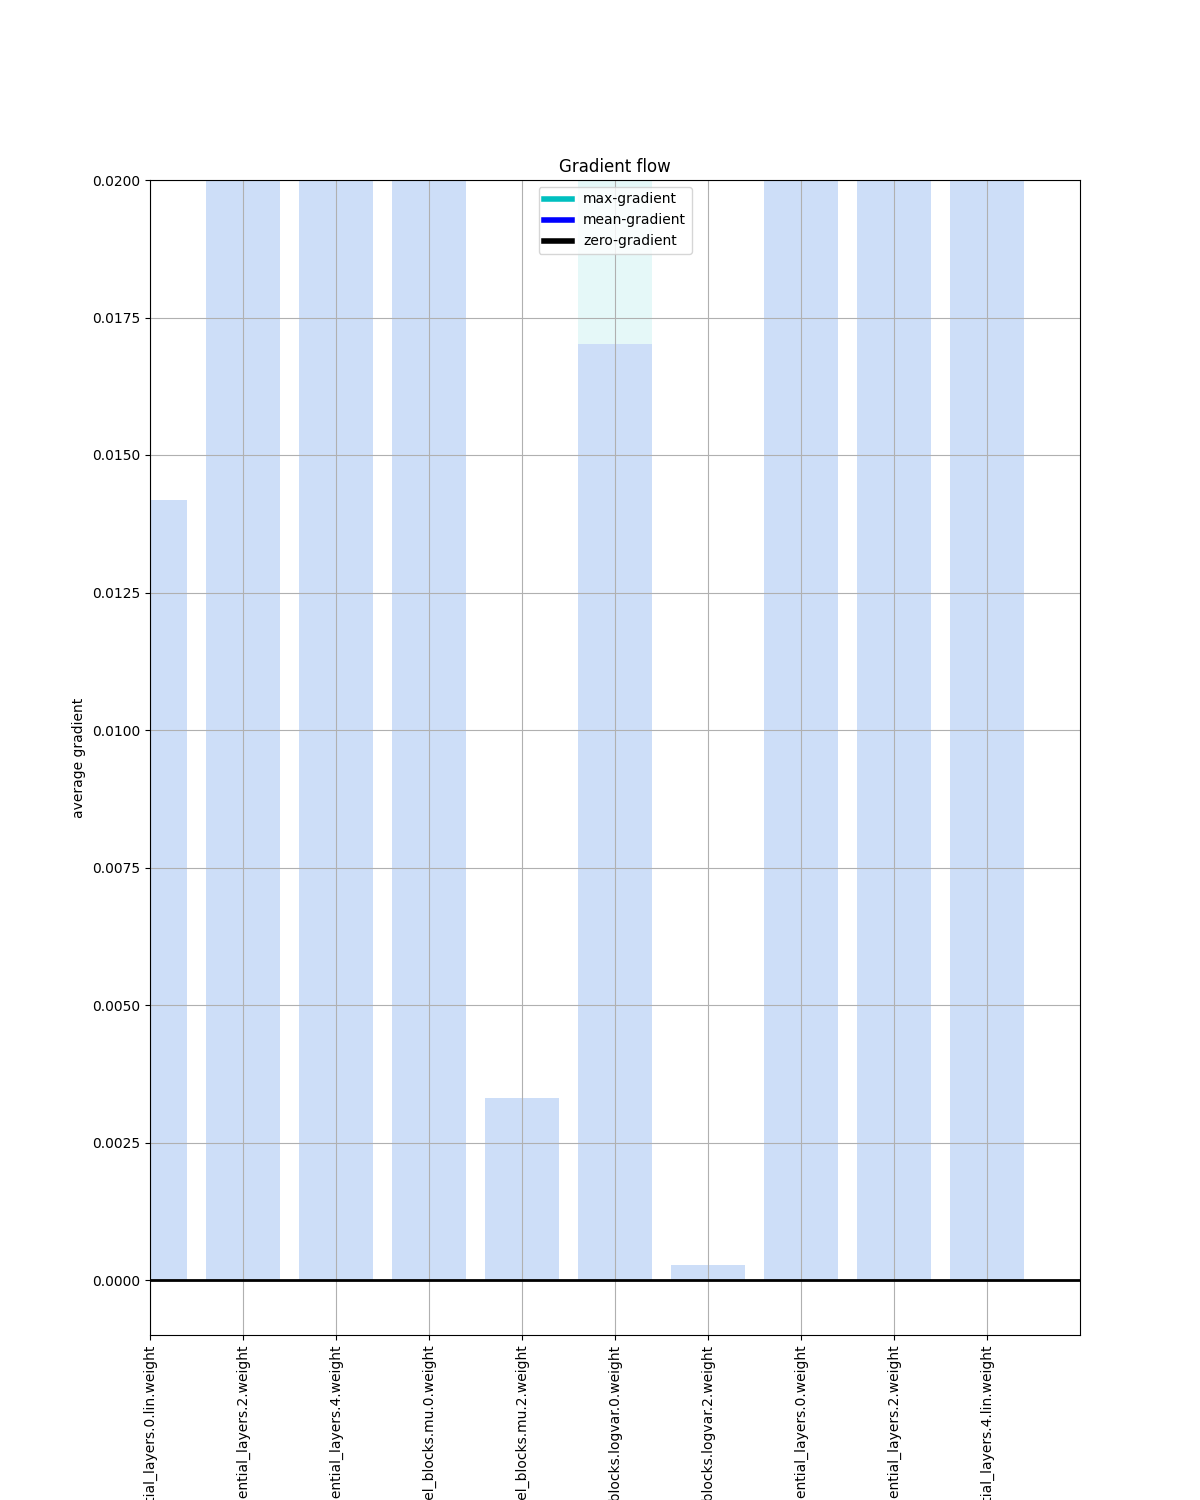 Gradient flow
max-gradient
mean-gradient
zero-gradient
0.0200
0.0175
0.0150
0.0125
0.0100
0.0075
0.0050
0.0025
0.0000
average gradient
tial_layers.0.lin.weight
ential_layers.2.weight
ential_layers.4.weight
el_blocks.mu.0.weight
el_blocks.mu.2.weight
blocks.logvar.0.weight
blocks.logvar.2.weight
ential_layers.0.weight
ential_layers.2.weight
tial_layers.4.lin.weight